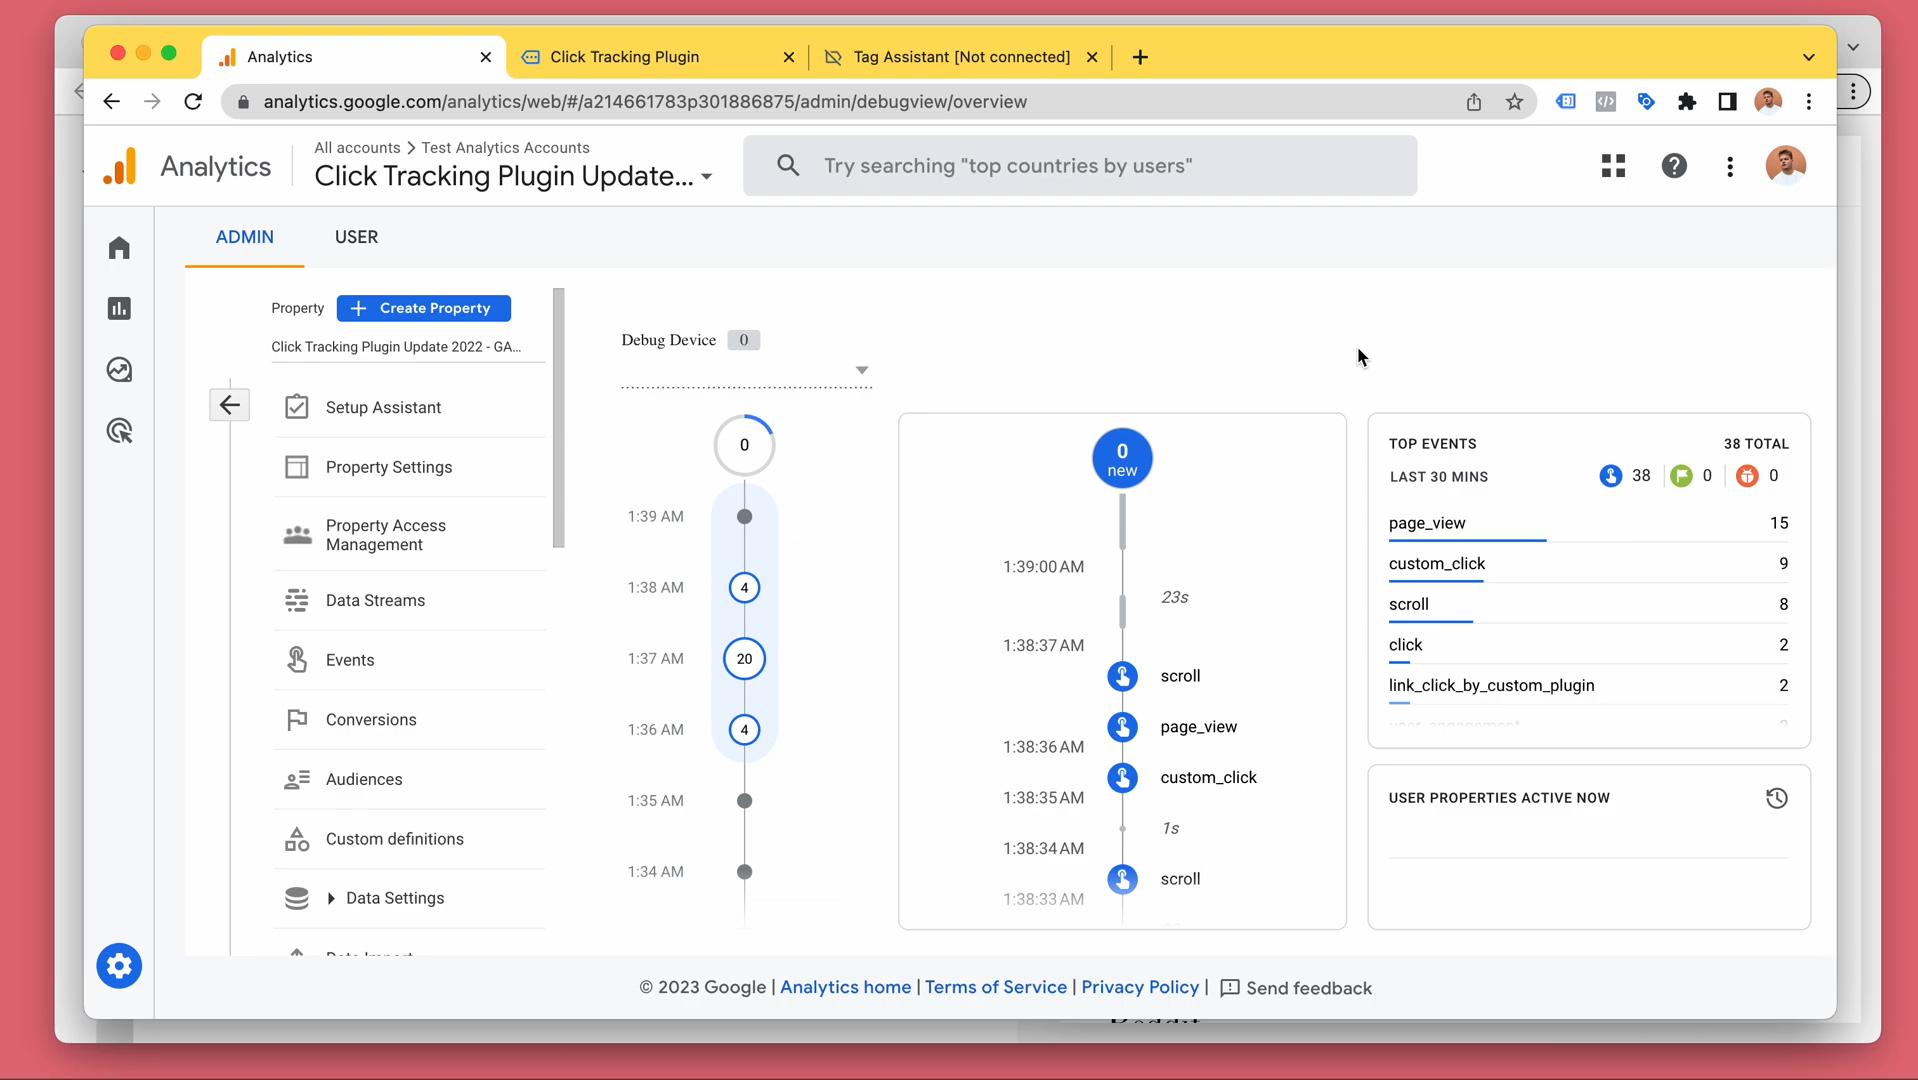 Analytics
Click Tracking Plugin
Tag Assistant [Not connected]
analytics.google.com/analytics/web/#/a214661783p301886875/admin/debugview/overview
Analytics
All accounts > Test Analytics Accounts
Click Tracking Plugin Update...
Try searching "top countries by users"
ADMIN
USER
Property
Create Property
Click Tracking Plugin Update 2022 - GA...
Setup Assistant
Property Settings
Property Access
Management
Data Streams
Events
Conversions
Audiences
Custom definitions
Data Settings
Debug Device 0
0
1:39 AM
1:38 AM 4
1:37 AM 20
1:36 AM 4
1:35 AM
1:34 AM
0
new
1:39:00 AM
23s
1:38:37 AM
scroll
page_view
1:38:36 AM
custom_click
1:38:35 AM
1s
1:38:34 AM
scroll
1:38:33 AM
TOP EVENTS 38 TOTAL
LAST 30 MINS 38 0 0
page_view 15
custom_click 9
scroll 8
click 2
link_click_by_custom_plugin 2
USER PROPERTIES ACTIVE NOW
© 2023 Google | Analytics home | Terms of Service | Privacy Policy | Send feedback